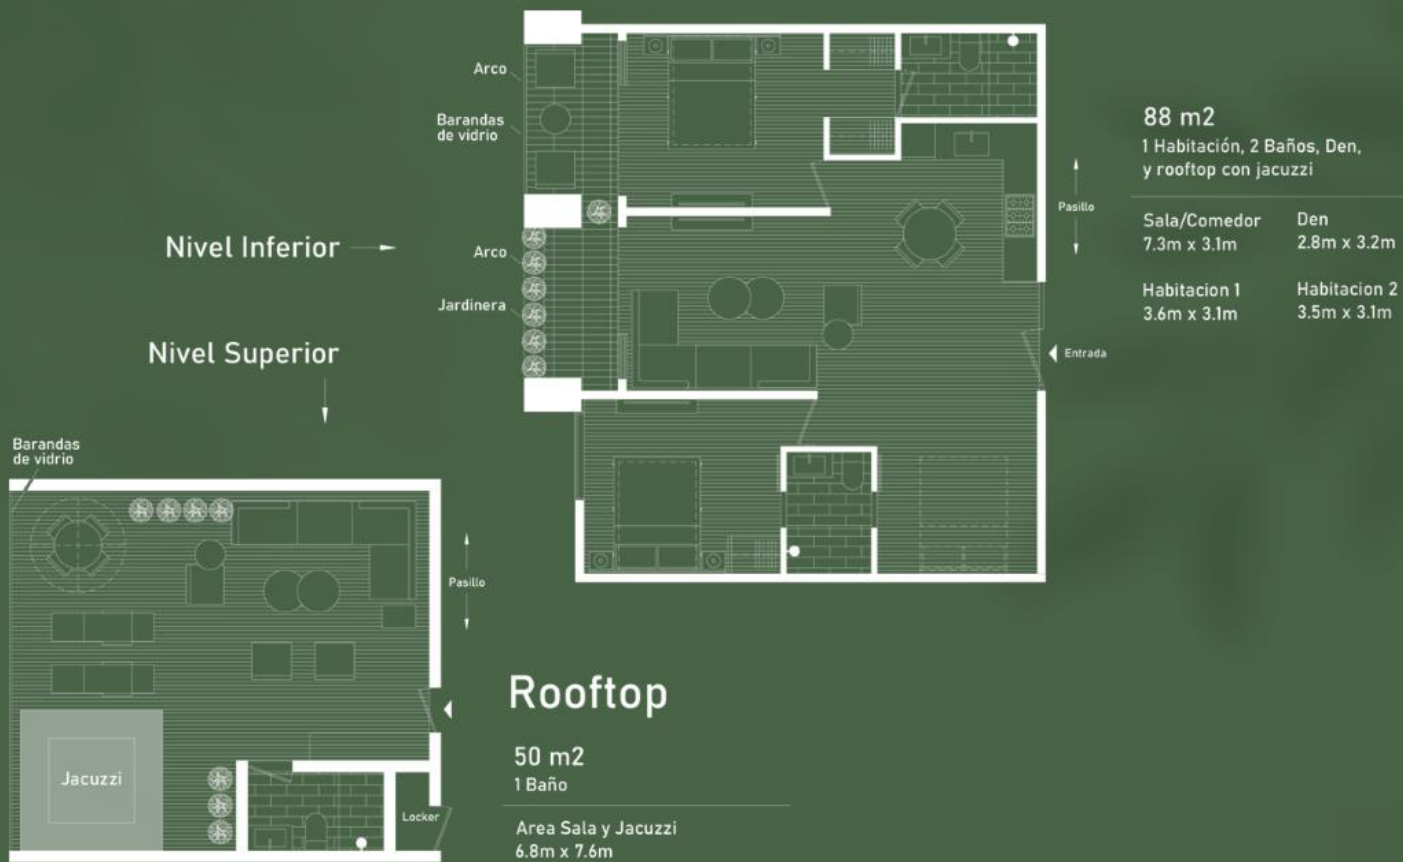 Arco
Barandas
de vidrio
Nivel Inferior
Arco
Jardinera
Nivel Superior
Pasillo
Entrada
88 m2
1 Habitación, 2 Baños, Den,
y rooftop con jacuzzi
Sala/Comedor
7.3m x 3.1m
Den
2.8m x 3.2m
Habitacion 1
3.6m x 3.1m
Habitacion 2
3.5m x 3.1m
Barandas
de vidrio
Pasillo
Jacuzzi
Locker
Rooftop
50 m2
1 Baño
Area Sala y Jacuzzi
6.8m x 7.6m